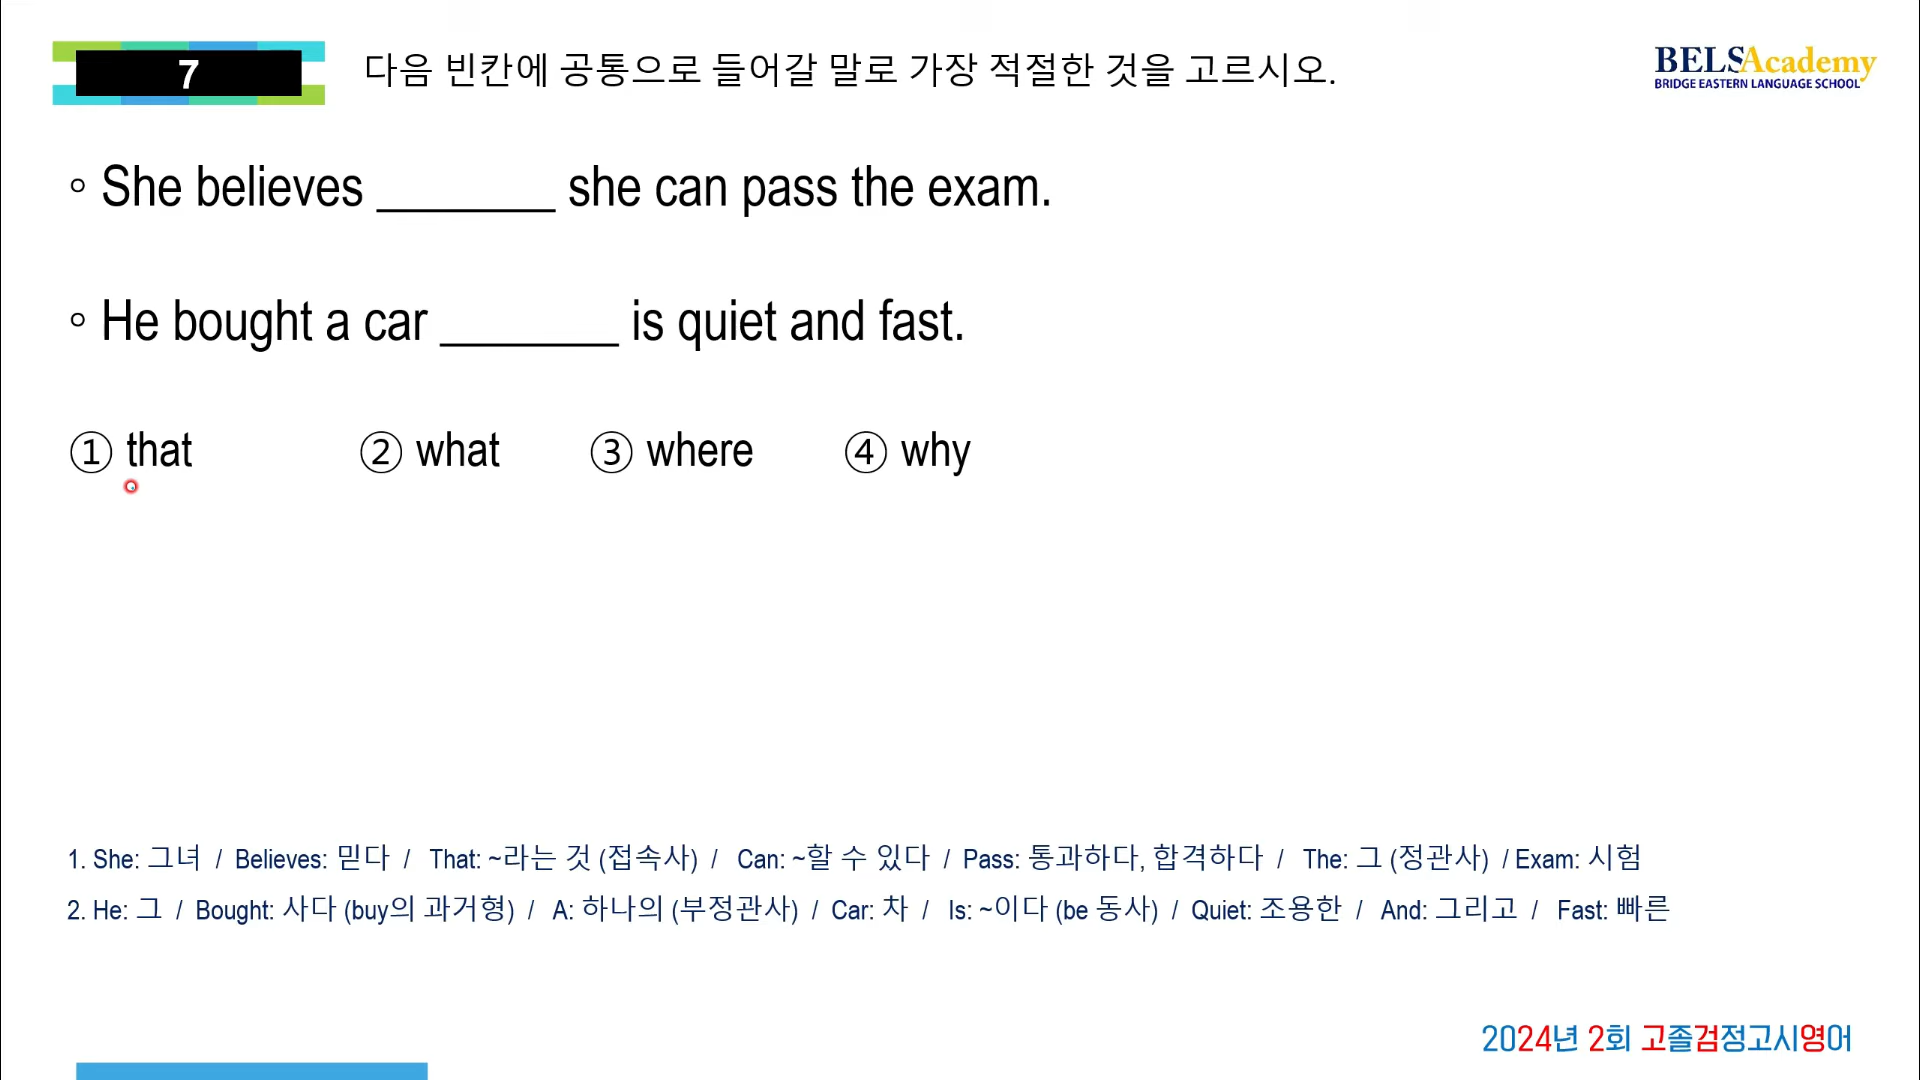 7 다음 빈칸에 공통으로 들어갈 말로 가장 적절한 것을 고르시오.
BELSAcademy
BRIDGE EASTERN LANGUAGE SCHOOL
◦ She believes _______ she can pass the exam.
◦ He bought a car _______ is quiet and fast.
① that ② what ③ where ④ why
1. She: 그녀 / Believes: 믿다 / That: ~라는 것 (접속사) / Can: ~할 수 있다 / Pass: 통과하다, 합격하다 / The: 그 (정관사) / Exam: 시험
2. He: 그 / Bought: 사다 (buy의 과거형) / A: 하나의 (부정관사) / Car: 차 / Is: ~이다 (be 동사) / Quiet: 조용한 / And: 그리고 / Fast: 빠른
2024년 2회 고졸검정고시영어